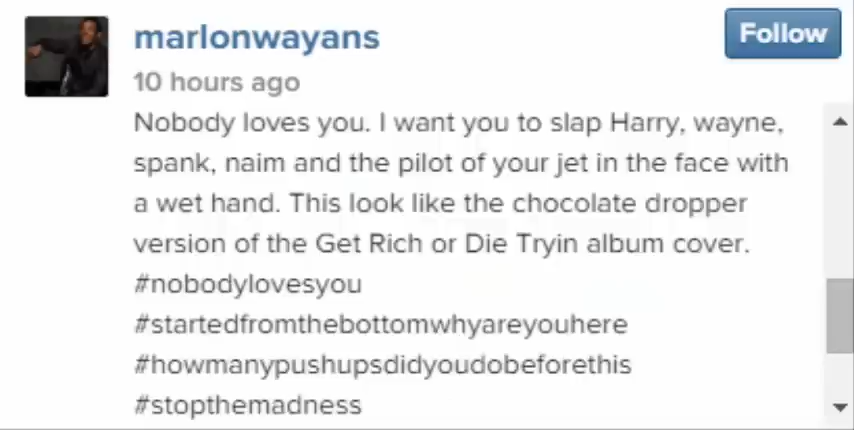 marlonwayans
Follow
10 hours ago
Nobody loves you. I want you to slap Harry, wayne,
spank, naim and the pilot of your jet in the face with
a wet hand. This look like the chocolate dropper
version of the Get Rich or Die Tryin album cover.
#nobodylovesyou
#startedfromthebottomwhyareyouhere
#howmanypushupsdidyoudobeforethis
#stopthemadness